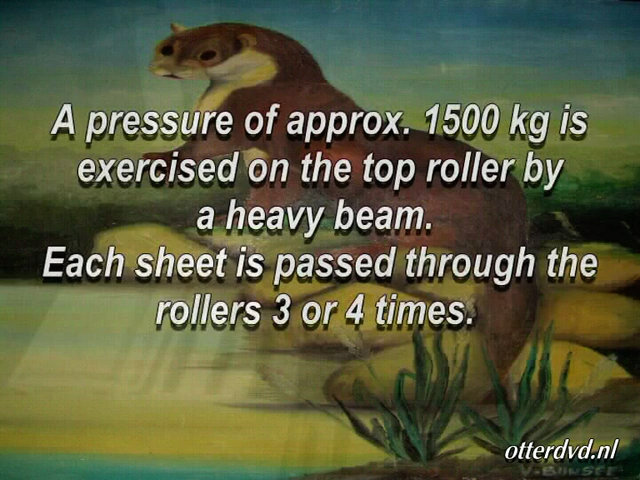 A pressure of approx. 1500 kg is
exercised on the top roller by
a heavy beam.
Each sheet is passed through the
rollers 3 or 4 times.
otterdvd.nl